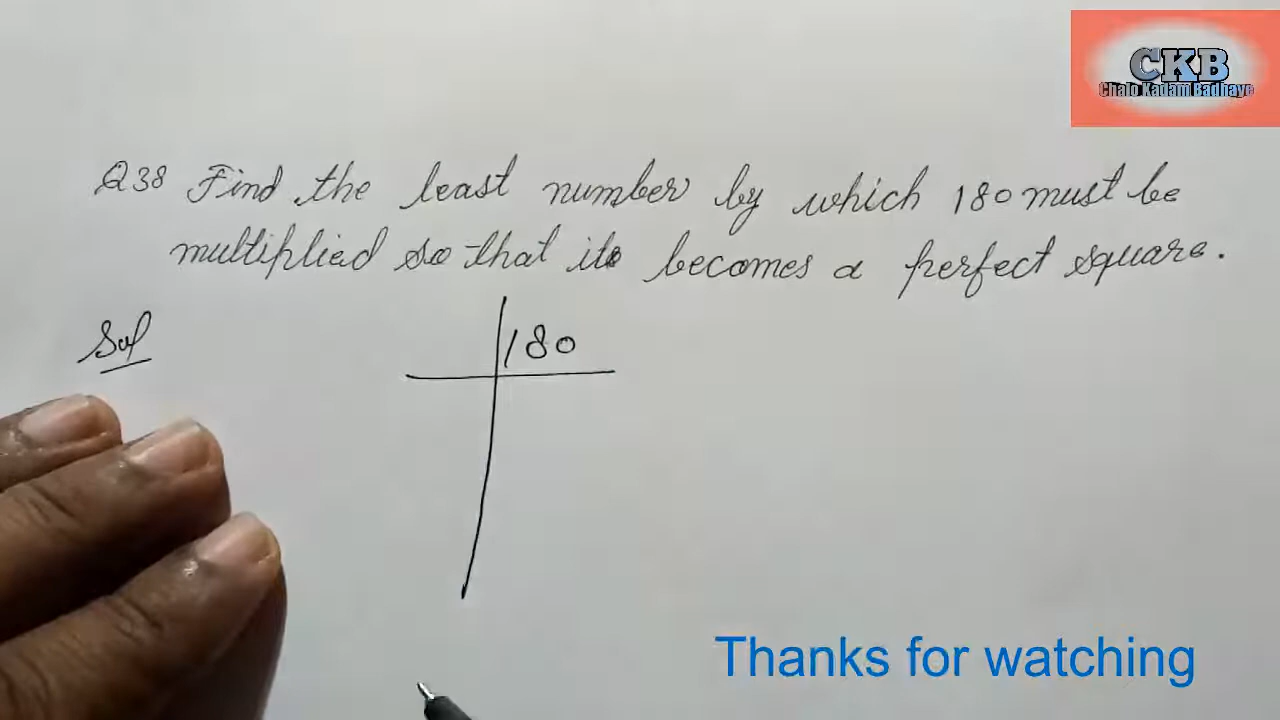 CKB
Chalo Kadam Badhaye
Q38 Find the least number by which 180 must be
multiplied so that it becomes a perfect square.
Sol
180
Thanks for watching